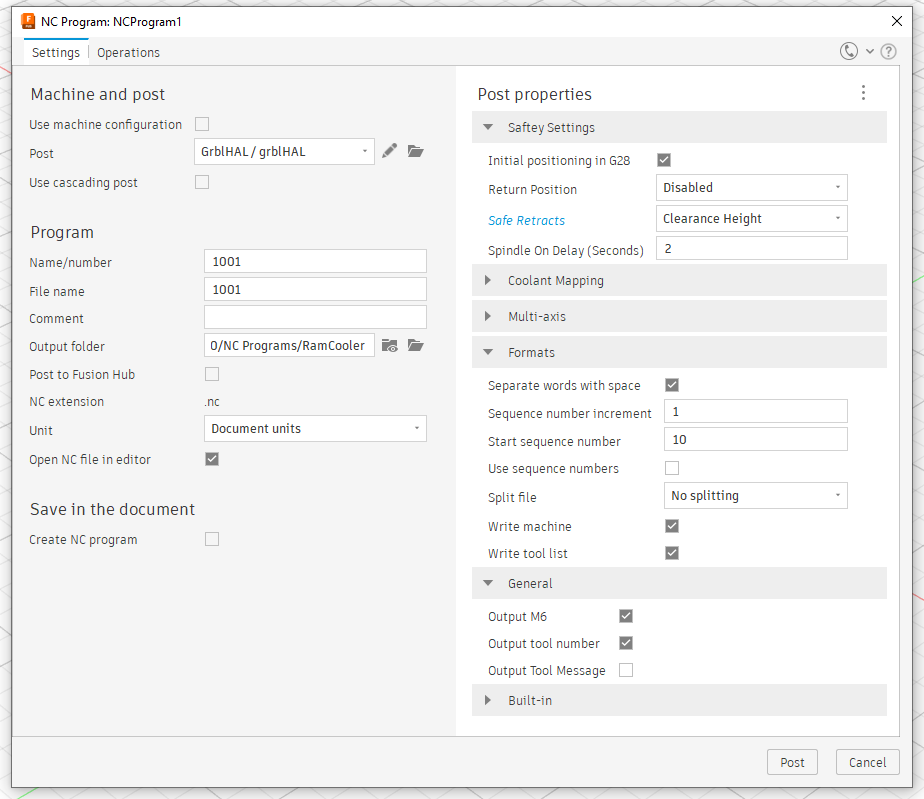 NC Program: NCProgram1
Settings
Operations
Machine and post
Use machine configuration
Post
GrblHAL / grblHAL
Use cascading post
Program
Name/number
1001
File name
1001
Comment
Output folder
0/NC Programs/RamCooler
Post to Fusion Hub
NC extension
.nc
Unit
Document units
Open NC file in editor
Save in the document
Create NC program
Post properties
Saftey Settings
Initial positioning in G28
Return Position
Disabled
Safe Retracts
Clearance Height
Spindle On Delay (Seconds)
2
Coolant Mapping
Multi-axis
Formats
Separate words with space
Sequence number increment
1
Start sequence number
10
Use sequence numbers
Split file
No splitting
Write machine
Write tool list
General
Output M6
Output tool number
Output Tool Message
Built-in
Post
Cancel